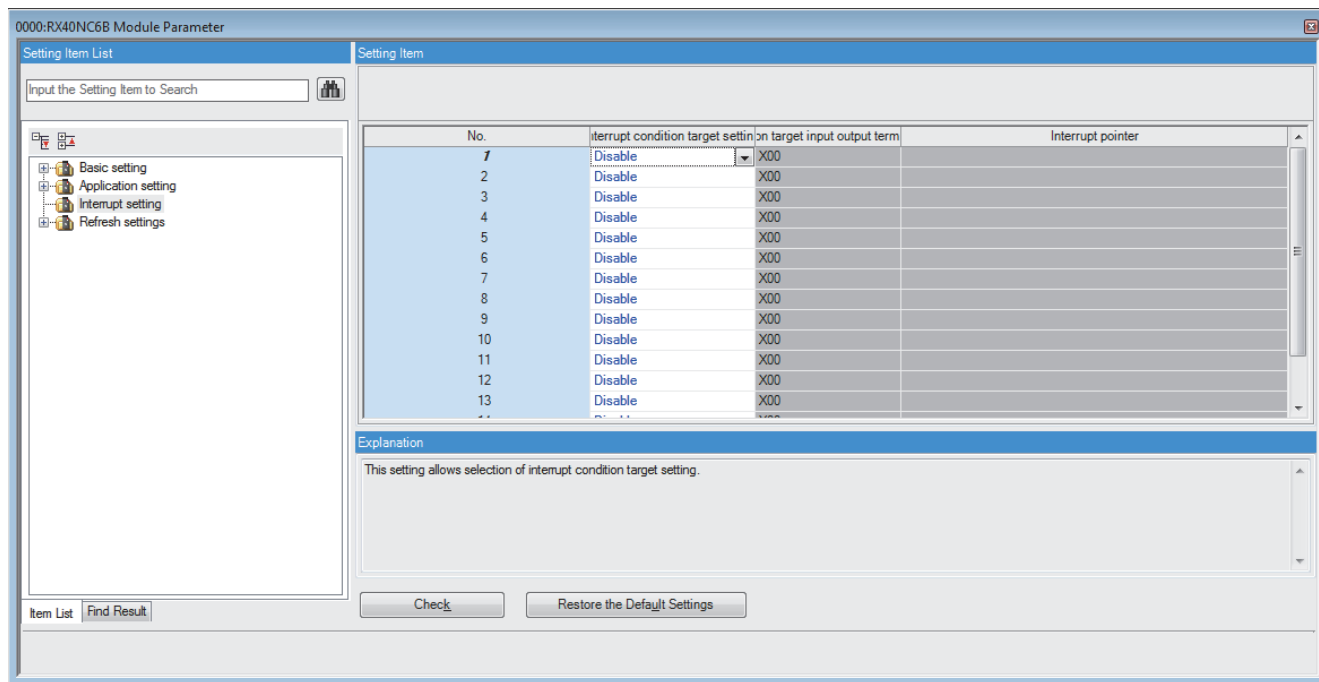 0000:RX40NC6B Module Parameter
Setting Item List
Setting Item
Input the Setting Item to Search
Basic setting
Application setting
Interrupt setting
Refresh settings
No. iterrupt condition target settin on target input output term Interrupt pointer
1 Disable X00
2 Disable X00
3 Disable X00
4 Disable X00
5 Disable X00
6 Disable X00
7 Disable X00
8 Disable X00
9 Disable X00
10 Disable X00
11 Disable X00
12 Disable X00
13 Disable X00
Explanation
This setting allows selection of interrupt condition target setting.
Check
Restore the Default Settings
Item List
Find Result